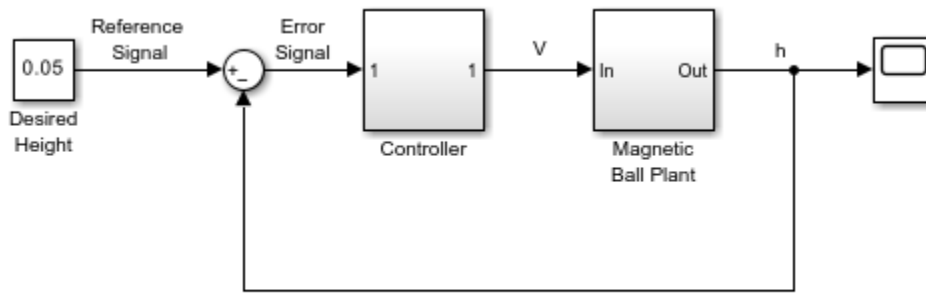 Reference
Signal
Error
Signal
0.05
+
−
1
1
V
In
Out
h
Desired
Height
Controller
Magnetic
Ball Plant